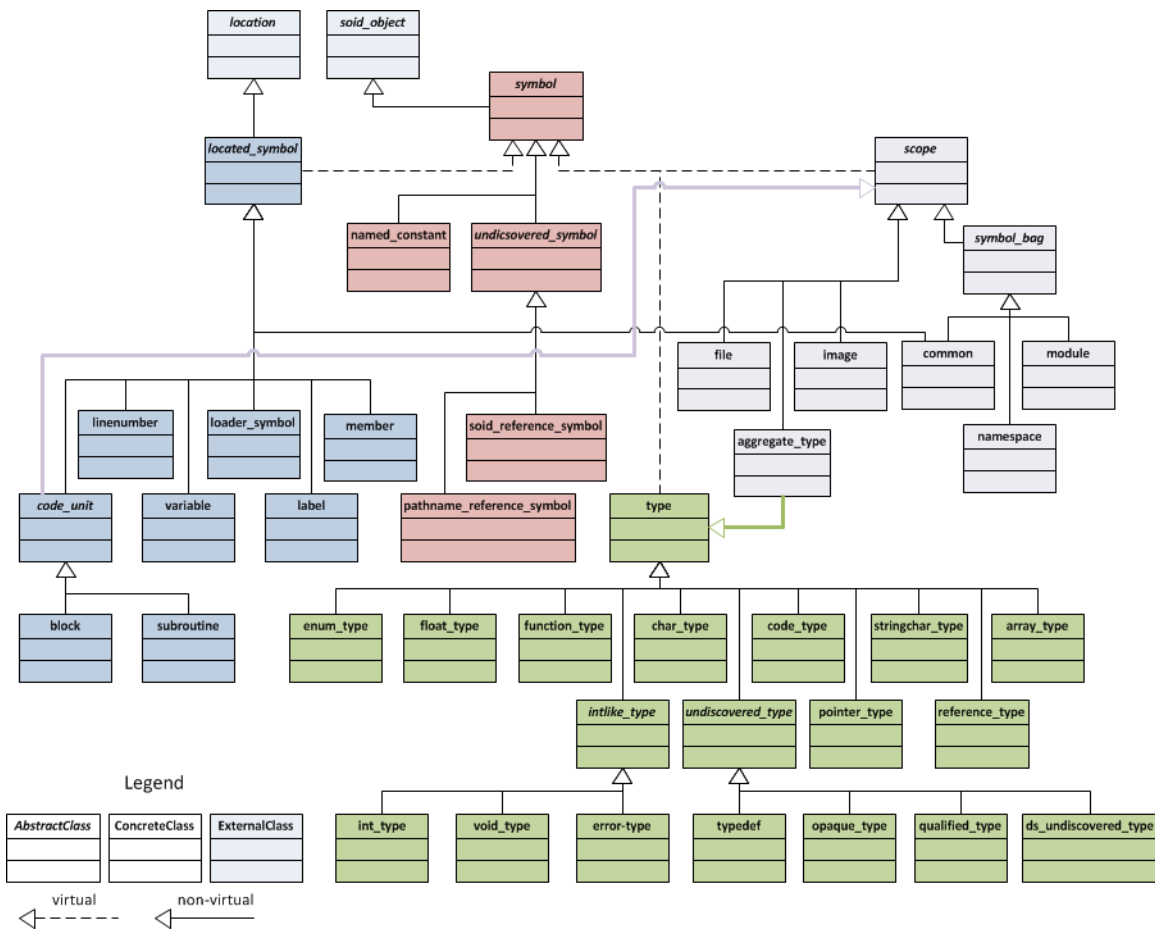 location
soid_object
symbol
located_symbol
scope
named_constant
undicsovered_symbol
symbol_bag
file
image
common
module
linenumber
loader_symbol
member
soid_reference_symbol
aggregate_type
namespace
code_unit
variable
label
pathname_reference_symbol
type
block
subroutine
enum_type
float_type
function_type
char_type
code_type
stringchar_type
array_type
intlike_type
undiscovered_type
pointer_type
reference_type
Legend
AbstractClass
ConcreteClass
ExternalClass
int_type
void_type
error-type
typedef
opaque_type
qualified_type
ds_undiscovered_type
virtual
non-virtual